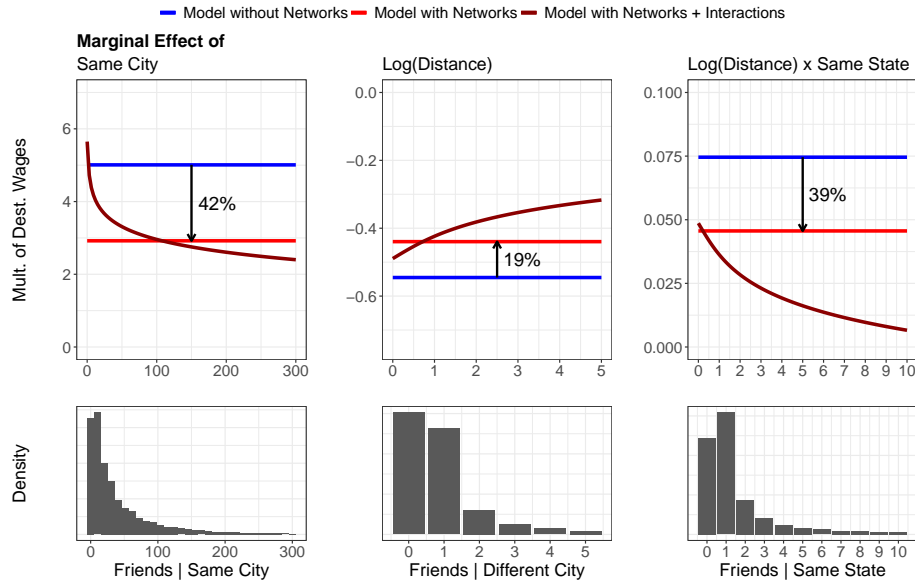 Model without Networks Model with Networks Model with Networks + Interactions
Marginal Effect of
Same City Log(Distance) Log(Distance) x Same State
Mult. of Dest. Wages
6
4
2
0
42%
0 100 200 300
0.0
−0.2
−0.4
−0.6
19%
0 1 2 3 4 5
0.100
0.075
0.050
0.025
0.000
39%
0 1 2 3 4 5 6 7 8 9 10
Density
0 100 200 300
Friends | Same City
0 1 2 3 4 5
Friends | Different City
0 1 2 3 4 5 6 7 8 9 10
Friends | Same State